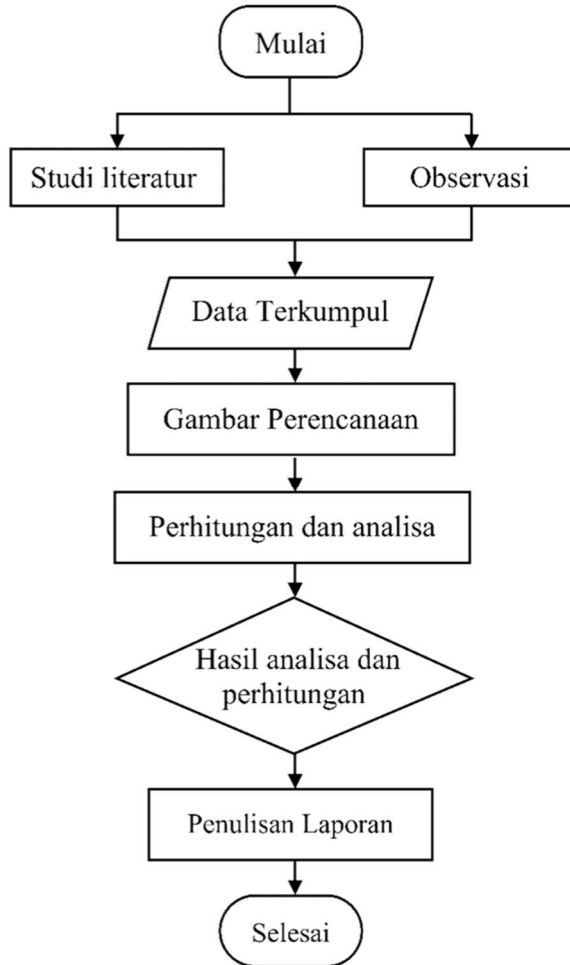 Mulai
Studi literatur
Observasi
Data Terkumpul
Gambar Perencanaan
Perhitungan dan analisa
Hasil analisa dan
perhitungan
Penulisan Laporan
Selesai